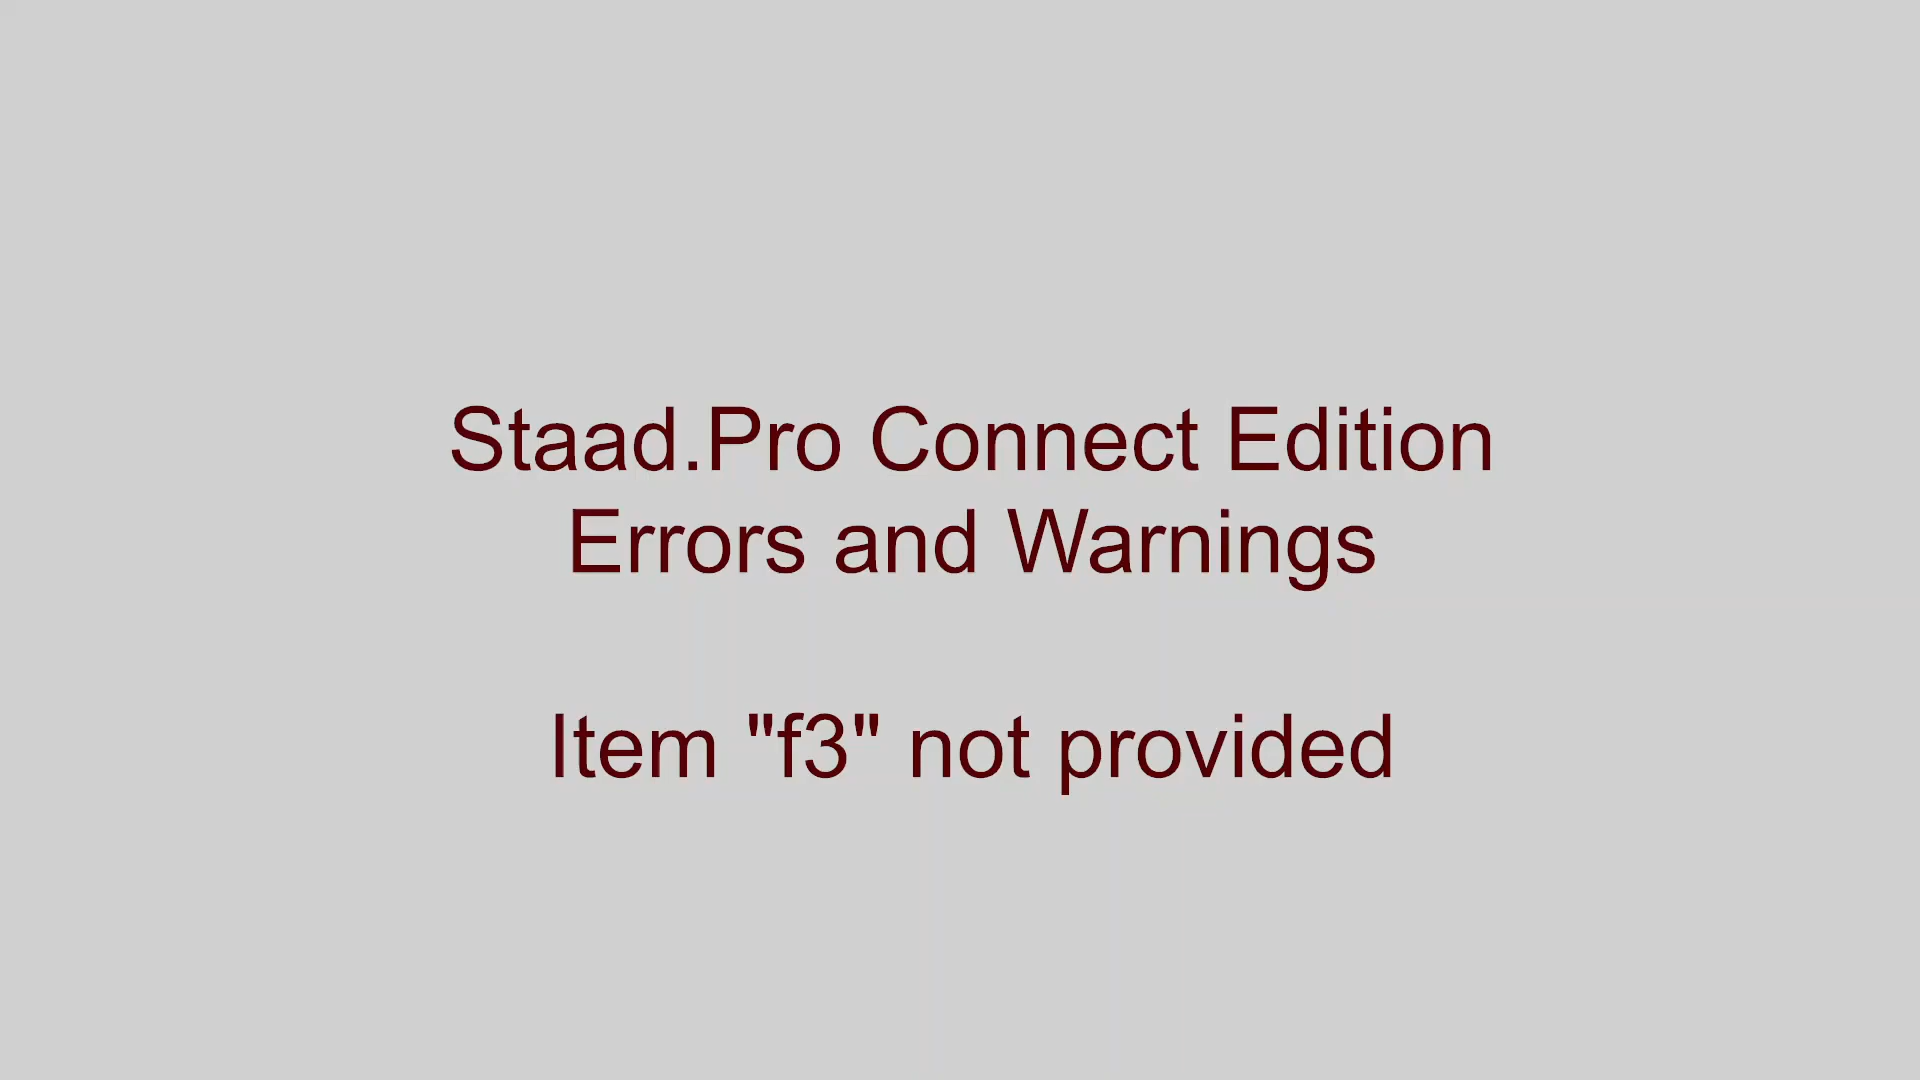 Staad.Pro Connect Edition
Errors and Warnings
Item "f3" not provided